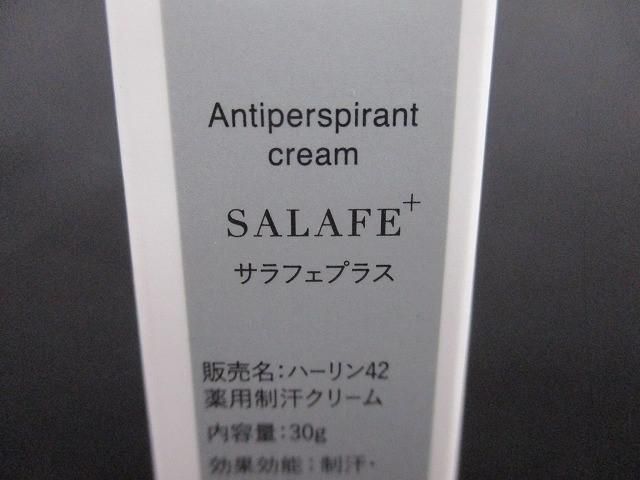 Antiperspirant
cream
SALAFE+
サラフェプラス
販売名:ハーリン42
薬用制汗クリーム
内容量:30g
効果効能:制汗・